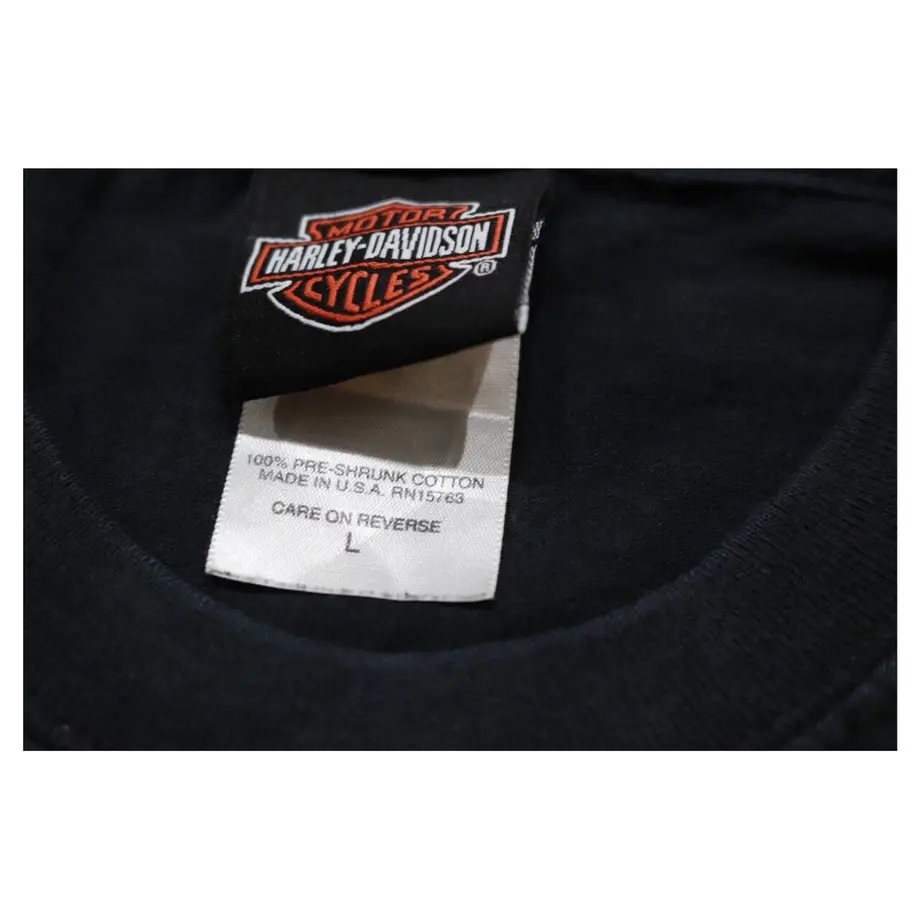 MOTOR
HARLEY-DAVIDSON
CYCLES ®
100% PRE-SHRUNK COTTON
MADE IN U.S.A. RN15763
CARE ON REVERSE
L